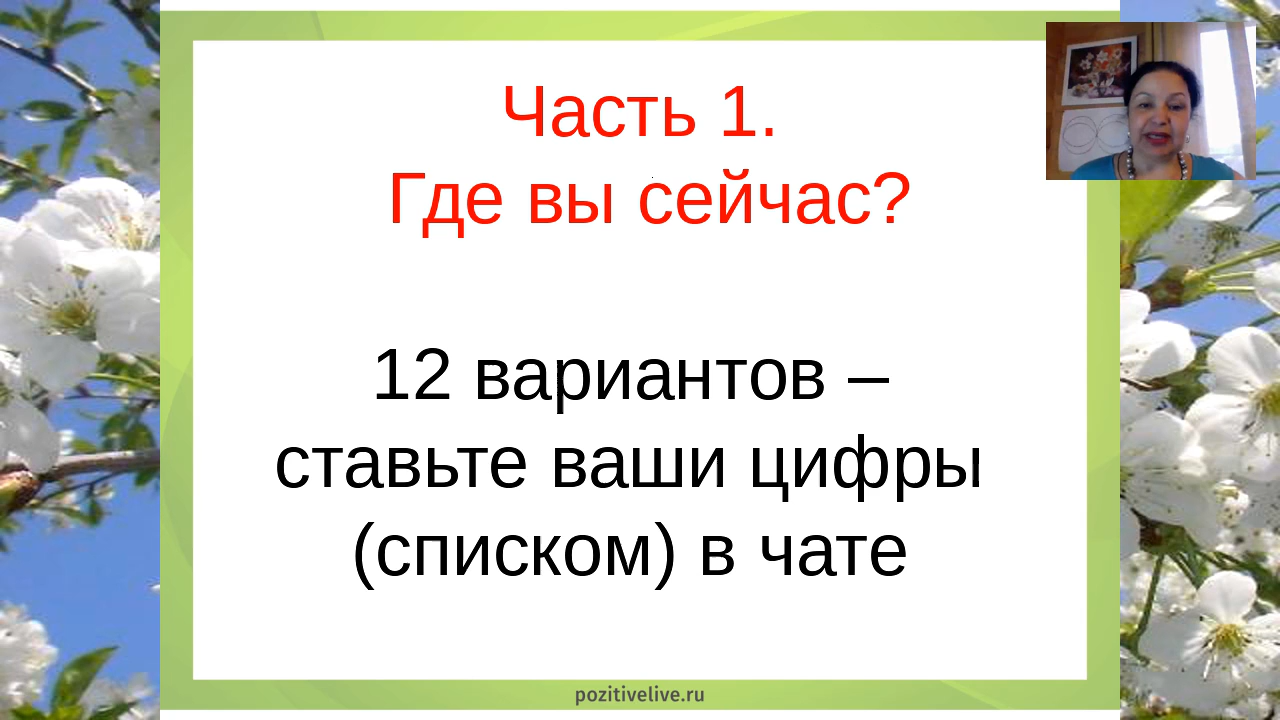 Часть 1.
Где вы сейчас?
12 вариантов –
ставьте ваши цифры
(списком) в чате
pozitivelive.ru